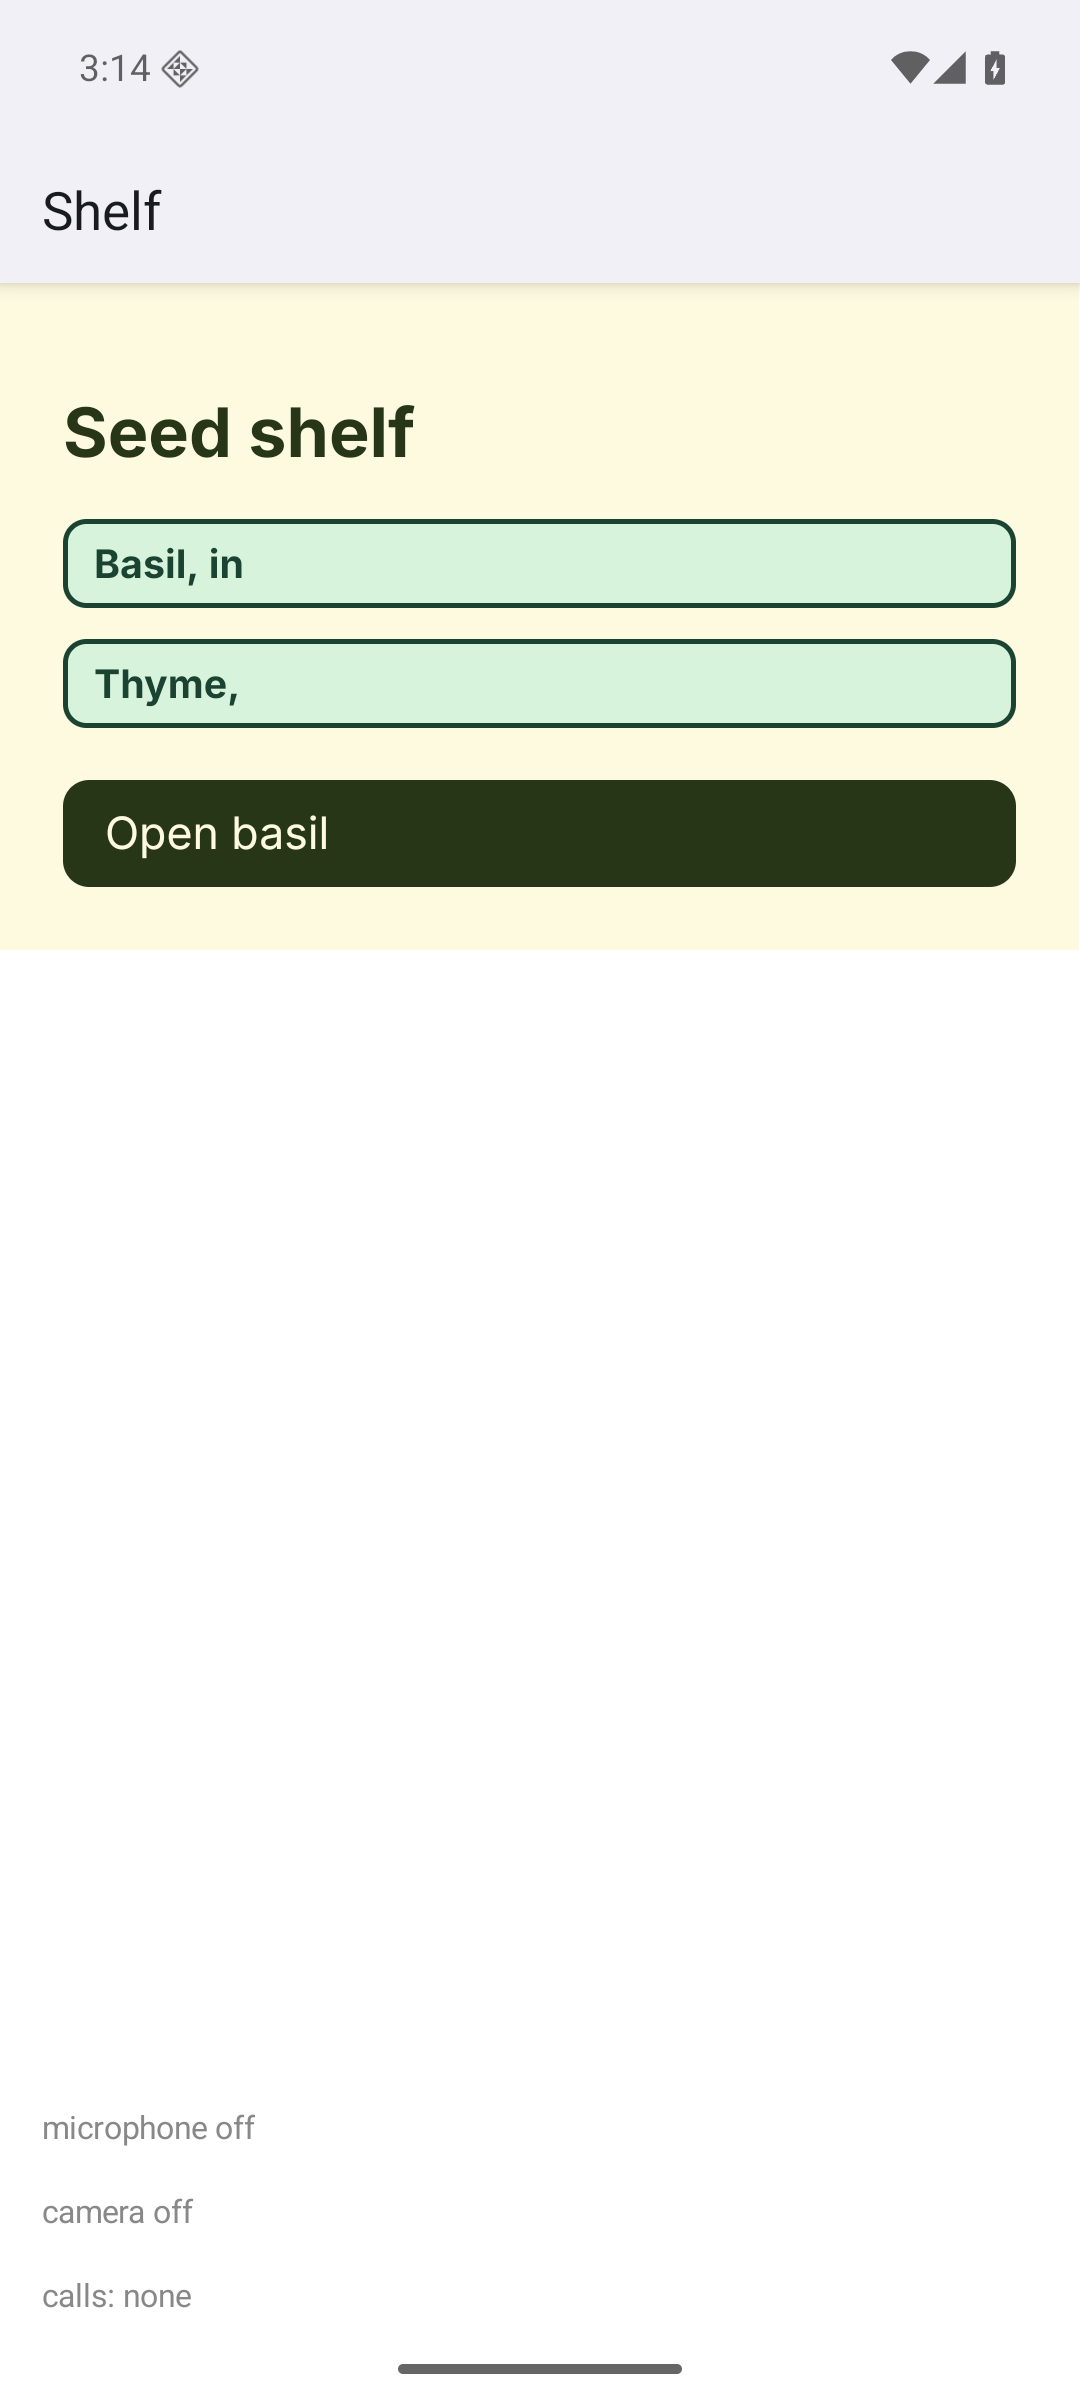 3:14
Shelf
Seed shelf
Basil, in
Thyme,
Open basil
microphone off
camera off
calls: none